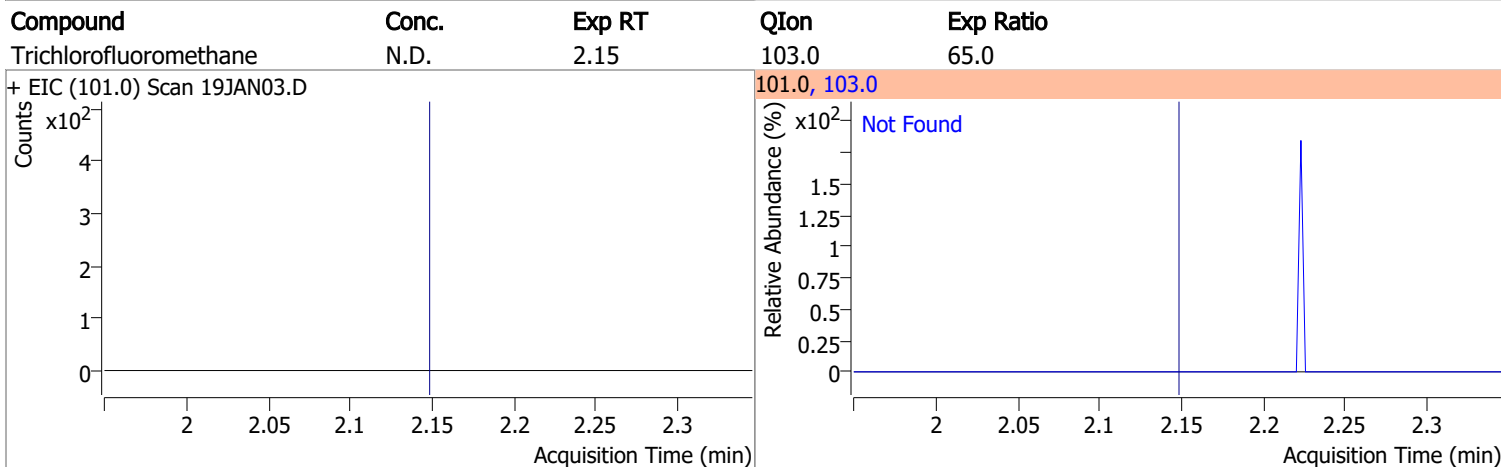 Compound Conc. Exp RT QIon Exp Ratio
Trichlorofluoromethane N.D. 2.15 103.0 65.0
+ EIC (101.0) Scan 19JAN03.D
Counts
x10²
4
3
2
1
0
2 2.05 2.1 2.15 2.2 2.25 2.3
Acquisition Time (min)
101.0, 103.0
Relative Abundance (%)
x10²
Not Found
1.5
1.25
1
0.75
0.5
0.25
0
2 2.05 2.1 2.15 2.2 2.25 2.3
Acquisition Time (min)